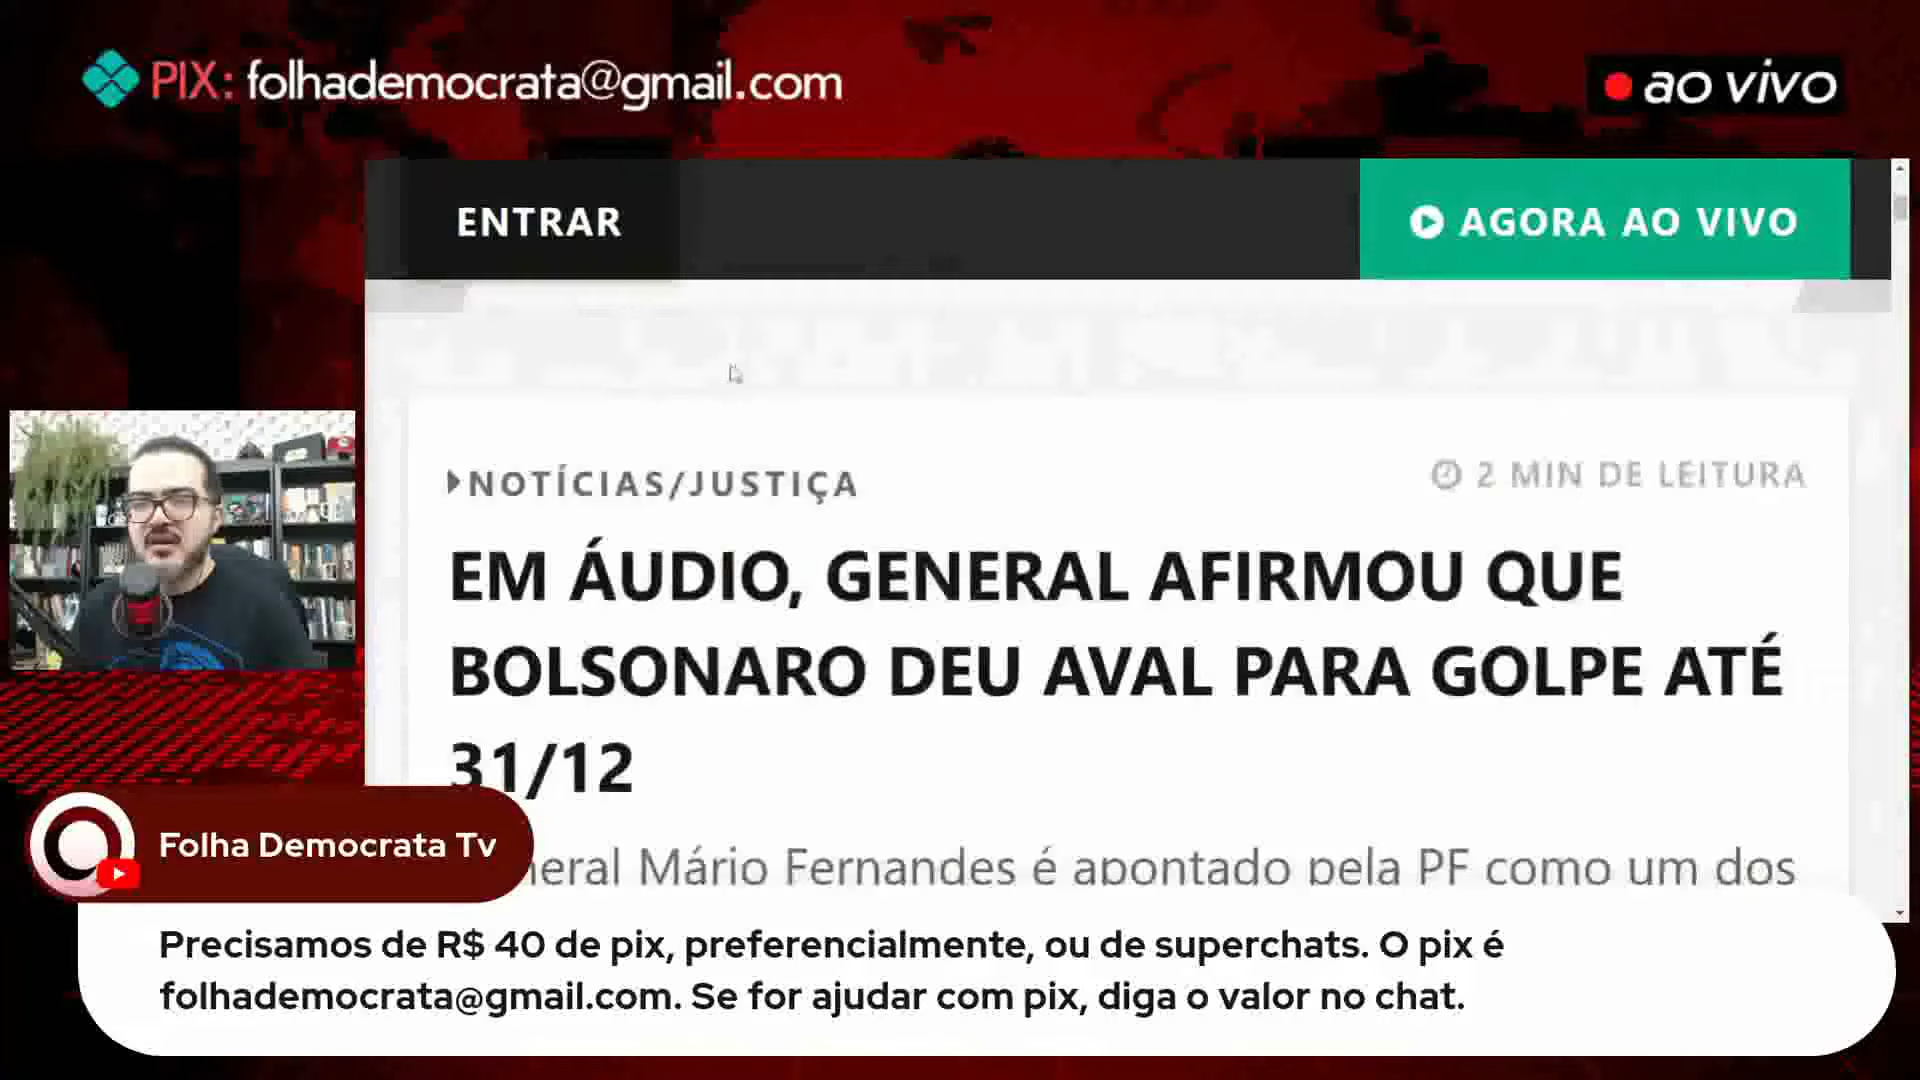 PIX: folhademocrata@gmail.com
ao vivo
ENTRAR
AGORA AO VIVO
NOTÍCIAS/JUSTIÇA
2 MIN DE LEITURA
EM ÁUDIO, GENERAL AFIRMOU QUE
BOLSONARO DEU AVAL PARA GOLPE ATÉ
31/12
Mário Fernandes é apontado pela PF como um dos
Folha Democrata Tv
Precisamos de R$ 40 de pix, preferencialmente, ou de superchats. O pix é
folhademocrata@gmail.com. Se for ajudar com pix, diga o valor no chat.